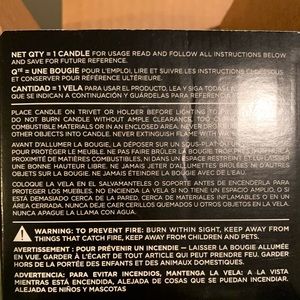 NET QTY = 1 CANDLE FOR USAGE READ AND FOLLOW ALL INSTRUCTIONS BELOW
AND SAVE FOR FUTURE REFERENCE.
Qté = UNE BOUGIE POUR L'EMPLOI, LIRE ET SUIVRE LES INSTRUCTIONS CI-DESSOUS
ET CONSERVER POUR RÉFÉRENCE ULTÉRIEURE.
CANTIDAD = 1 VELA PARA USAR EL PRODUCTO, LEA Y SIGA TODAS
QUE SE INDICAN A CONTINUACIÓN Y GUÁRDELAS PARA REFERENCIA
PLACE CANDLE ON TRIVET OR HOLDER BEFORE LIGHTING TO
DO NOT BURN CANDLE WITHOUT AMPLE CLEARANCE, TOO CL
COMBUSTIBLE MATERIALS OR IN AN ENCLOSED AREA. NEVER DROP
OTHER OBJECTS INTO CANDLE. NEVER EXTINGUISH FLAME WITH WATER.
AVANT D'ALLUMER LA BOUGIE, LA DÉPOSER SUR UN SOUS-PLAT OU
POUR PROTÉGER LE MEUBLE. NE PAS FAIRE BRÛLER LA BOUGIE TROP
PROXIMITÉ DE MATIÈRES COMBUSTIBLES, NI DANS UN ESPACE
UNE BONNE HAUTEUR LIBRE. NE JAMAIS JETER D'ALLUMETTES BRÛLÉES NI D'AUTRES
OBJETS SUR LA BOUGIE. NE JAMAIS ÉTEINDRE LA FLAMME AVEC DE L'EAU.
COLOQUE LA VELA EN EL SALVAMANTELES O SOPORTE ANTES DE ENCENDERLA PARA
PROTEGER LOS MUEBLES. NO ENCIENDA LA VELA SI NO TIENE UN ESPACIO AMPLIO, O SI
ESTÁ DEMASIADO CERCA DE LA PARED, CERCA DE MATERIALES INFLAMABLES O EN UN
ÁREA CERRADA. NUNCA DEJE CAER CERILLOS QUEMADOS U OTROS OBJETOS EN LA VELA.
NUNCA APAGUE LA LLAMA CON AGUA.
WARNING: TO PREVENT FIRE: BURN WITHIN SIGHT, KEEP AWAY FROM
THINGS THAT CATCH FIRE, KEEP AWAY FROM CHILDREN AND PETS.
AVERTISSEMENT : POUR PRÉVENIR UN INCENDIE — LAISSER LA BOUGIE ALLUMÉE
EN VUE. GARDER À L'ÉCART DE TOUT ARTICLE QUI PEUT PRENDRE FEU. GARDER
HORS DE LA PORTÉE DES ENFANTS ET DES ANIMAUX DOMESTIQUES.
ADVERTENCIA: PARA EVITAR INCENDIOS, MANTENGA LA VELA: A LA VISTA MIENTRAS
ESTÉ ENCENDIDA, ALEJADA DE COSAS QUE SE PUEDAN INCENDIAR,
ALEJADA DE NIÑOS Y MASCOTAS